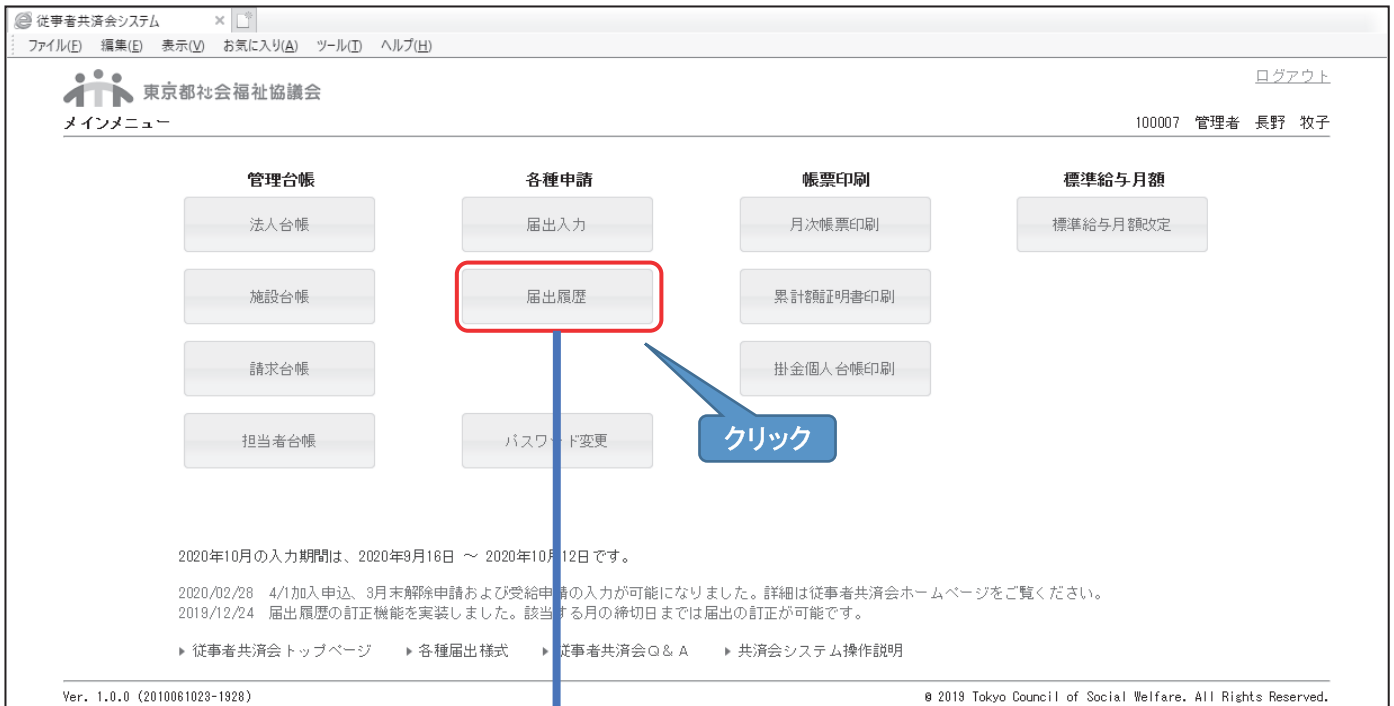 従事者共済会システム
ファイル(F) 編集(E) 表示(V) お気に入り(A) ツール(T) ヘルプ(H)
東京都社会福祉協議会
ログアウト
メインメニュー
100007 管理者 長野 牧子
管理台帳 各種申請 帳票印刷 標準給与月額
法人台帳 届出入力 月次帳票印刷 標準給与月額改定
施設台帳 届出履歴 累計額証明書印刷
請求台帳 掛金個人台帳印刷
担当者台帳 パスワード変更
クリック
2020年10月の入力期間は、2020年9月16日 ～ 2020年10月12日です。
2020/02/28 4/1加入申込、3月末解除申請および受給申請の入力が可能になりました。詳細は従事者共済会ホームページをご覧ください。
2019/12/24 届出履歴の訂正機能を実装しました。該当する月の締切日までは届出の訂正が可能です。
▶ 従事者共済会トップページ ▶ 各種届出様式 ▶ 従事者共済会Q&A ▶ 共済会システム操作説明
Ver. 1.0.0 (2010061023-1928)
© 2019 Tokyo Council of Social Welfare. All Rights Reserved.